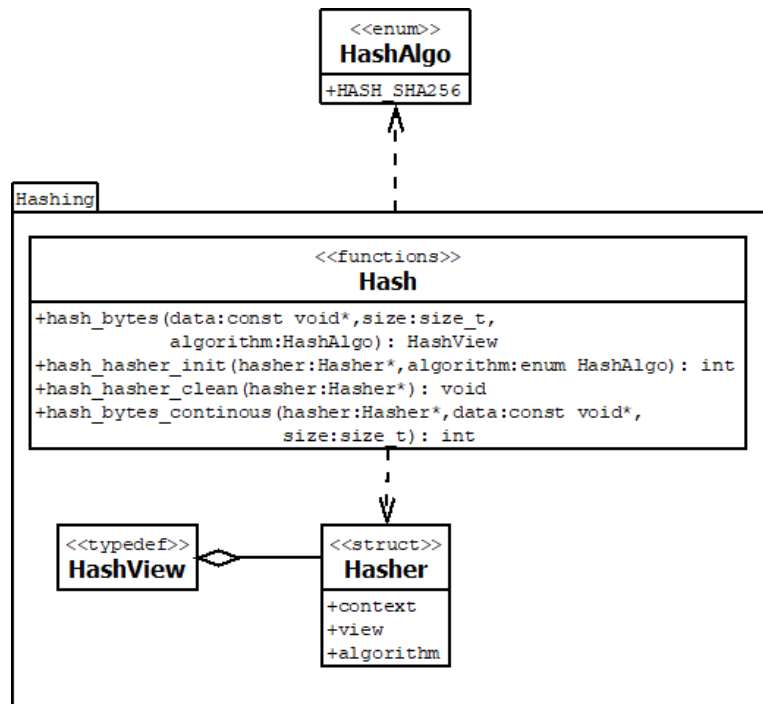 <<enum>>
HashAlgo
+HASH_SHA256
Hashing
<<functions>>
Hash
+hash_bytes(data:const void*,size:size_t,
algorithm:HashAlgo): HashView
+hash_hasher_init(hasher:Hasher*,algorithm:enum HashAlgo): int
+hash_hasher_clean(hasher:Hasher*): void
+hash_bytes_continous(hasher:Hasher*,data:const void*,
size:size_t): int
<<typedef>>
HashView
<<struct>>
Hasher
+context
+view
+algorithm